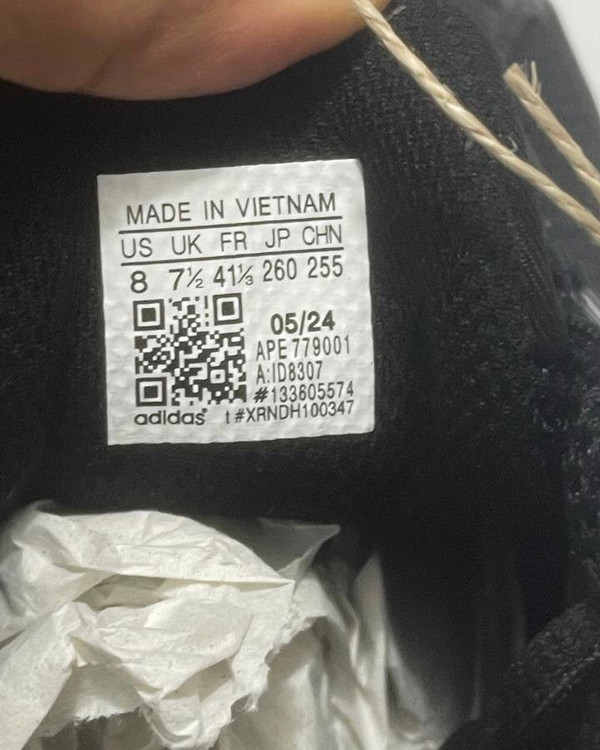 MADE IN VIETNAM
US UK FR JP CHN
8 7½ 41⅓ 260 255
05/24
APE 779001
A:ID8307
#133605574
adidas t#XRNDH100347